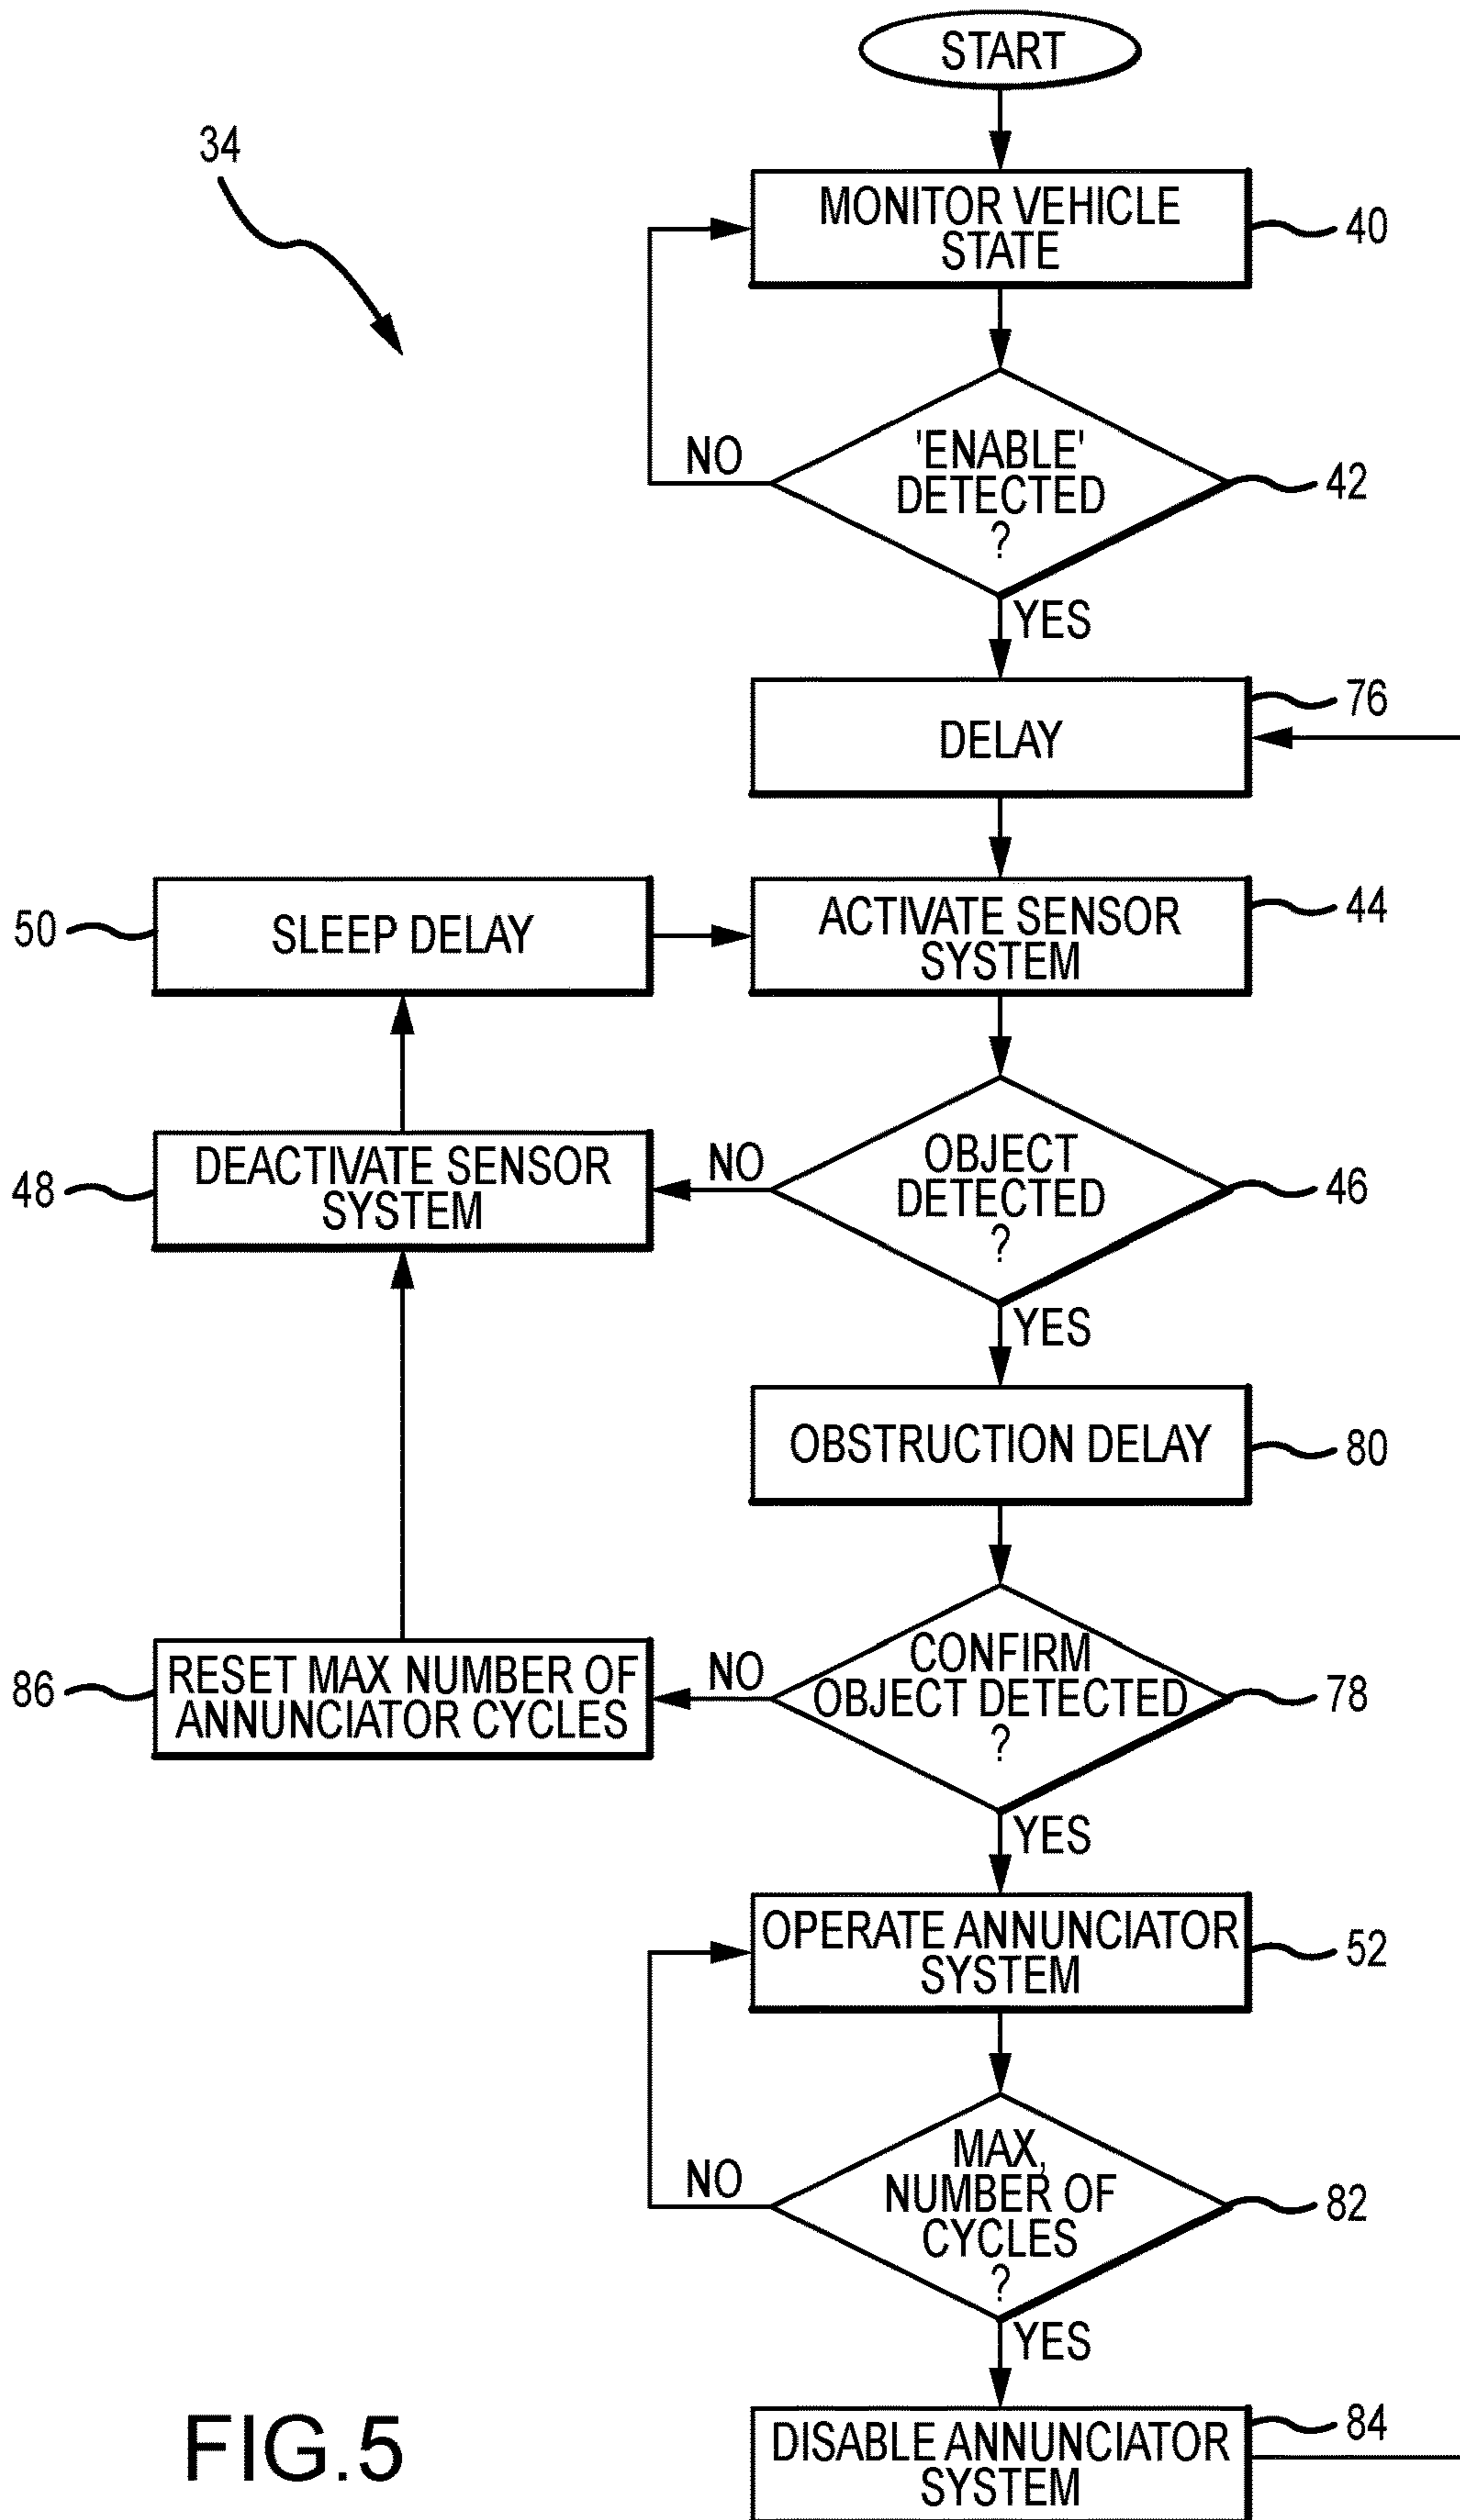 START
34
MONITOR VEHICLE
STATE
40
'ENABLE'
DETECTED
?
42
NO
YES
DELAY
76
50
SLEEP DELAY
ACTIVATE SENSOR
SYSTEM
44
48
DEACTIVATE SENSOR
SYSTEM
NO
OBJECT
DETECTED
?
46
YES
OBSTRUCTION DELAY
80
86
RESET MAX NUMBER OF
ANNUNCIATOR CYCLES
NO
CONFIRM
OBJECT DETECTED
?
78
YES
OPERATE ANNUNCIATOR
SYSTEM
52
NO
MAX,
NUMBER OF
CYCLES
?
82
YES
DISABLE ANNUNCIATOR
SYSTEM
84
FIG.5